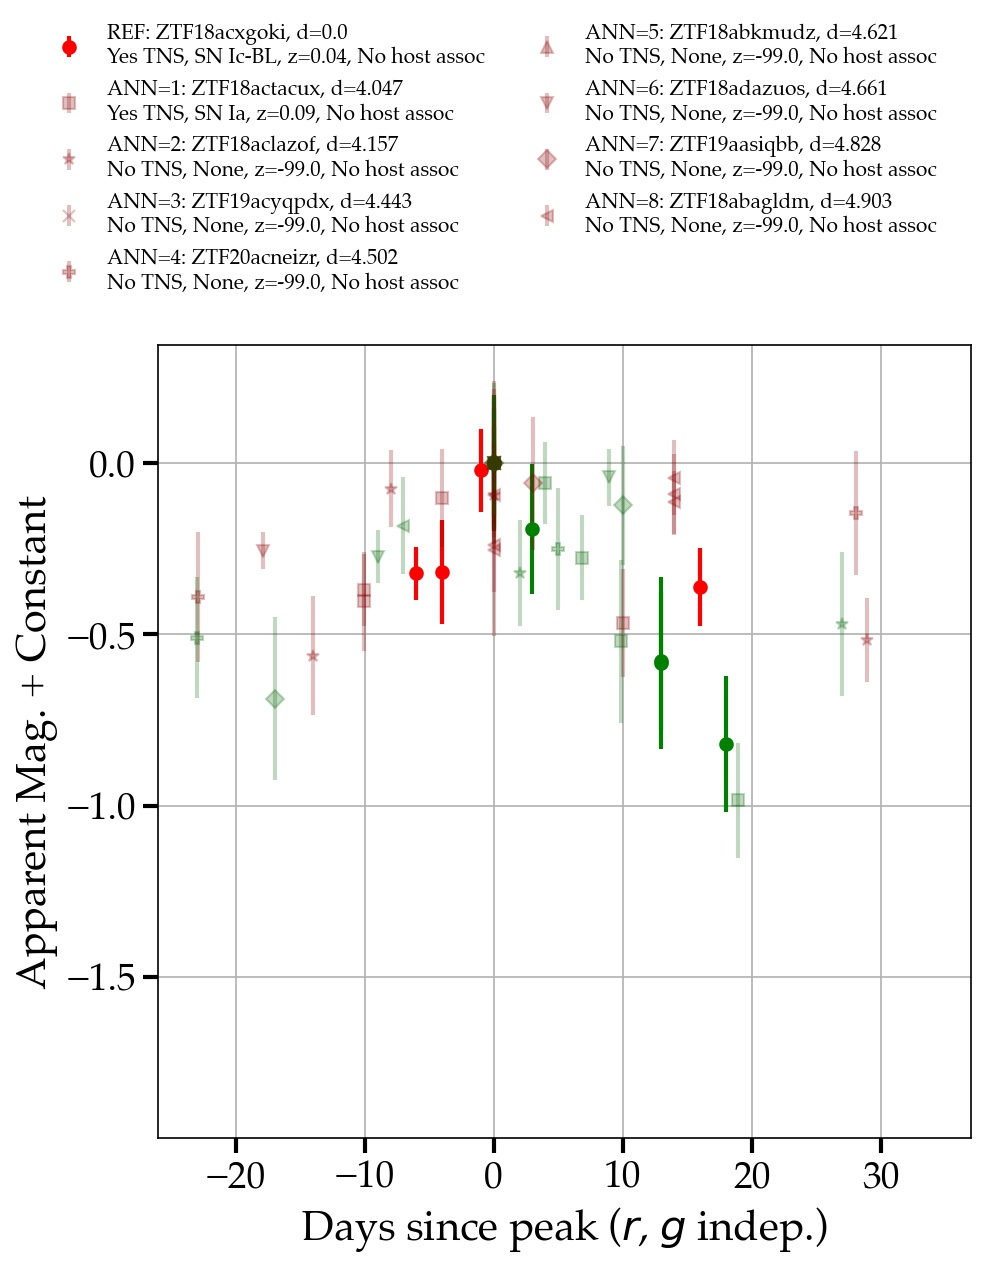 REF: ZTF18acxgoki, d=0.0
Yes TNS, SN Ic-BL, z=0.04, No host assoc
ANN=1: ZTF18actacux, d=4.047
Yes TNS, SN Ia, z=0.09, No host assoc
ANN=2: ZTF18aclazof, d=4.157
No TNS, None, z=-99.0, No host assoc
ANN=3: ZTF19acyqpdx, d=4.443
No TNS, None, z=-99.0, No host assoc
ANN=4: ZTF20acneizr, d=4.502
No TNS, None, z=-99.0, No host assoc
ANN=5: ZTF18abkmudz, d=4.621
No TNS, None, z=-99.0, No host assoc
ANN=6: ZTF18adazuos, d=4.661
No TNS, None, z=-99.0, No host assoc
ANN=7: ZTF19aasiqbb, d=4.828
No TNS, None, z=-99.0, No host assoc
ANN=8: ZTF18abagldm, d=4.903
No TNS, None, z=-99.0, No host assoc
Apparent Mag. + Constant
0.0
−0.5
−1.0
−1.5
−20
−10
0
10
20
30
Days since peak (r, g indep.)